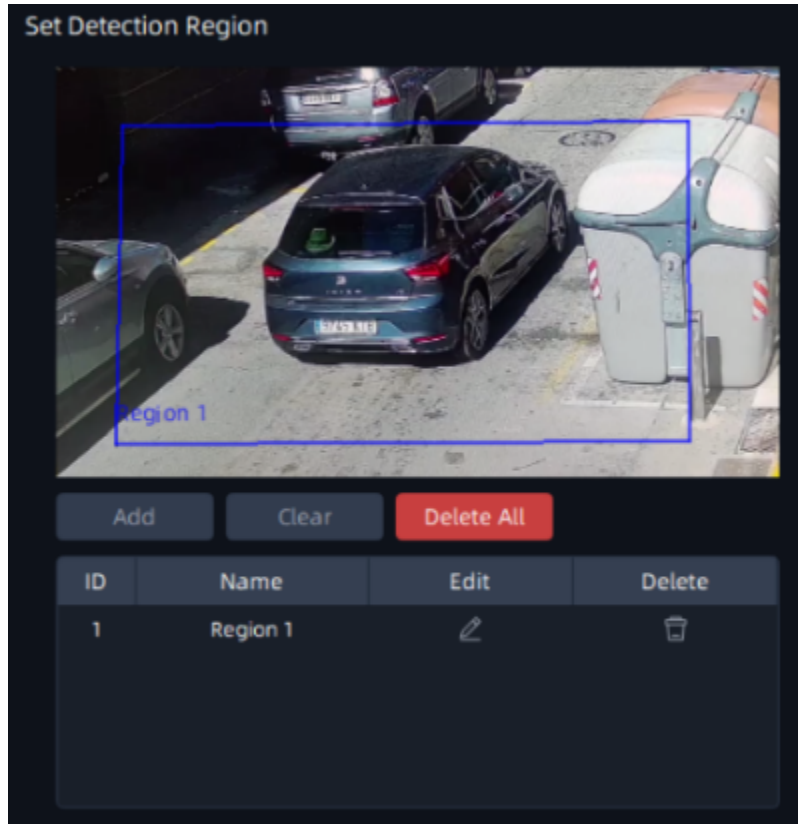 Set Detection Region
Region 1
Add
Clear
Delete All
ID Name Edit Delete
1 Region 1